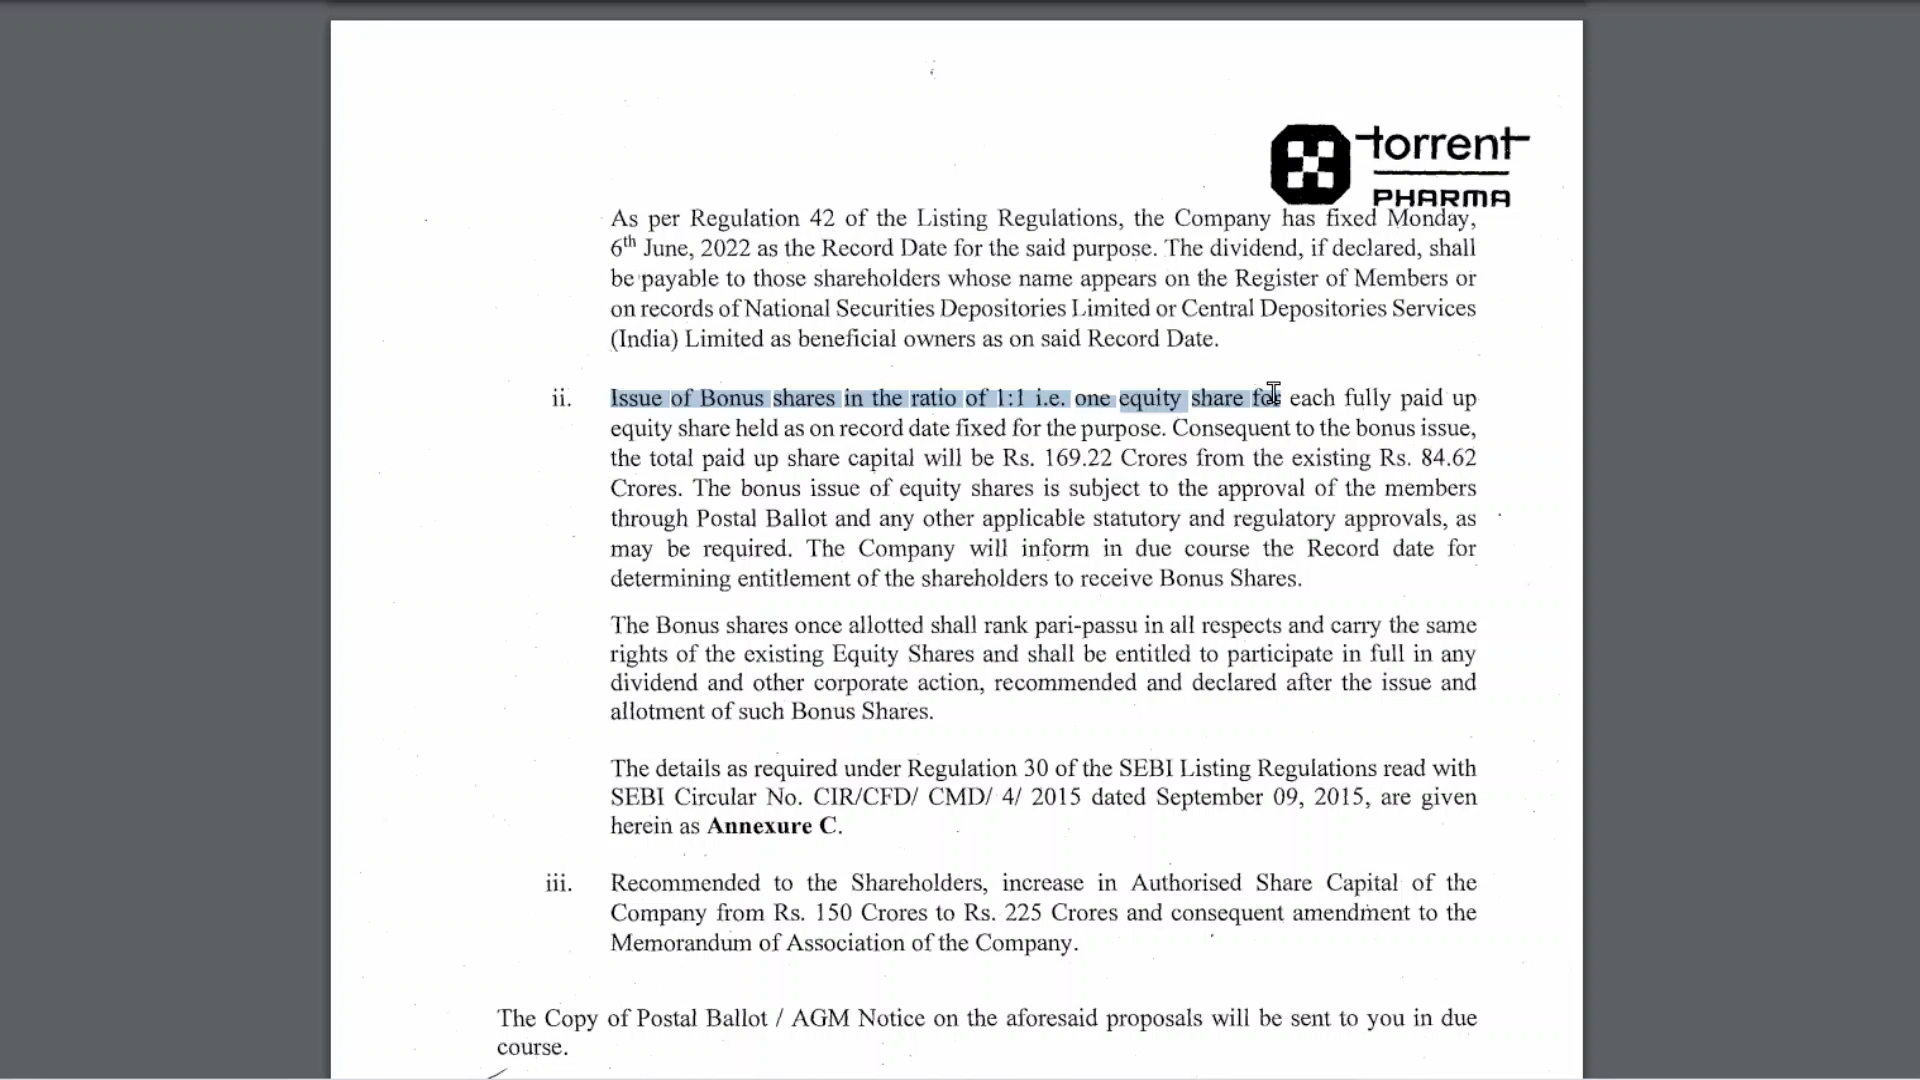 torrent
PHARMA
As per Regulation 42 of the Listing Regulations, the Company has fixed Monday,
6th June, 2022 as the Record Date for the said purpose. The dividend, if declared, shall
be payable to those shareholders whose name appears on the Register of Members or
on records of National Securities Depositories Limited or Central Depositories Services
(India) Limited as beneficial owners as on said Record Date.
ii. Issue of Bonus shares in the ratio of 1:1 i.e. one equity share for each fully paid up
equity share held as on record date fixed for the purpose. Consequent to the bonus issue,
the total paid up share capital will be Rs. 169.22 Crores from the existing Rs. 84.62
Crores. The bonus issue of equity shares is subject to the approval of the members
through Postal Ballot and any other applicable statutory and regulatory approvals, as
may be required. The Company will inform in due course the Record date for
determining entitlement of the shareholders to receive Bonus Shares.
The Bonus shares once allotted shall rank pari-passu in all respects and carry the same
rights of the existing Equity Shares and shall be entitled to participate in full in any
dividend and other corporate action, recommended and declared after the issue and
allotment of such Bonus Shares.
The details as required under Regulation 30 of the SEBI Listing Regulations read with
SEBI Circular No. CIR/CFD/ CMD/ 4/ 2015 dated September 09, 2015, are given
herein as Annexure C.
iii. Recommended to the Shareholders, increase in Authorised Share Capital of the
Company from Rs. 150 Crores to Rs. 225 Crores and consequent amendment to the
Memorandum of Association of the Company.
The Copy of Postal Ballot / AGM Notice on the aforesaid proposals will be sent to you in due
course.